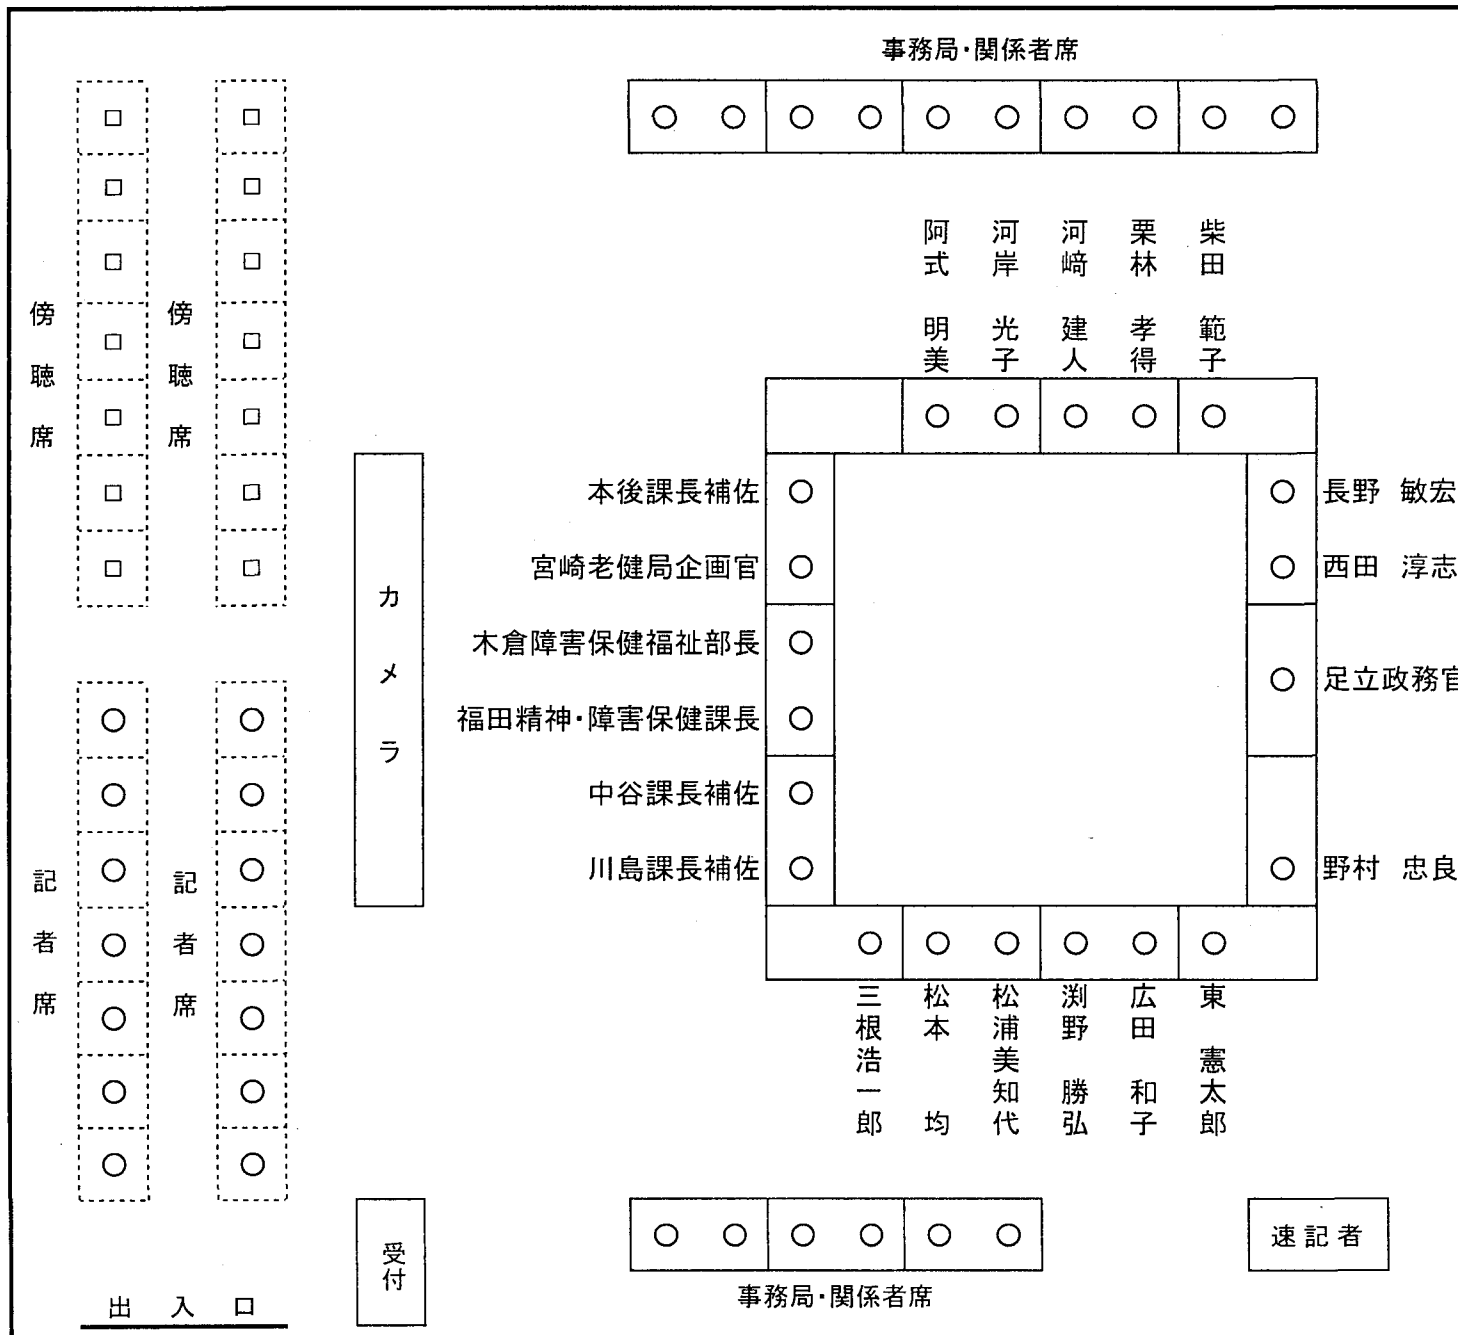 事務局・関係者席
阿式 明美
河岸 光子
河﨑 建人
栗林 孝得
柴田 範子
傍聴席
傍聴席
カメラ
本後課長補佐
宮崎老健局企画官
木倉障害保健福祉部長
福田精神・障害保健課長
中谷課長補佐
川島課長補佐
長野 敏宏
西田 淳志
足立政務官
野村 忠良
記者席
記者席
三根浩一郎
松本 均
松浦美知代
渕野 勝弘
広田 和子
東 憲太郎
受付
速記者
事務局・関係者席
出入口